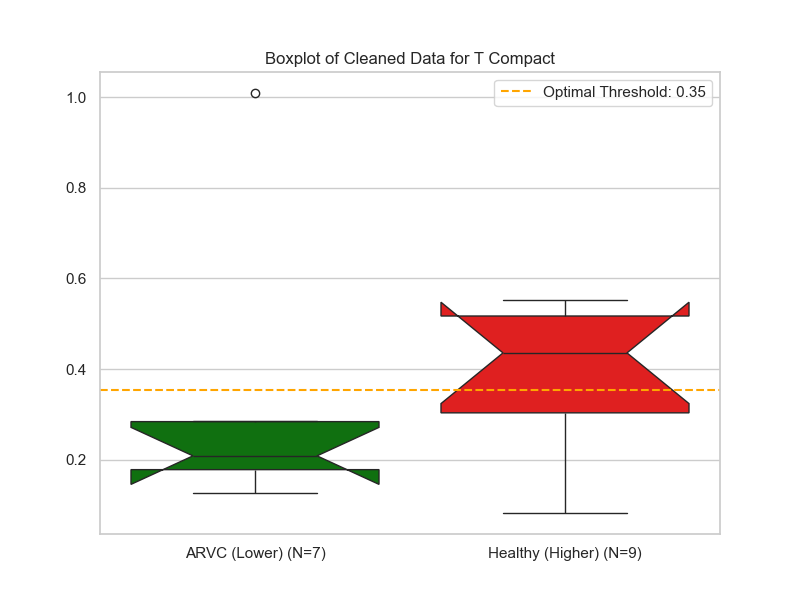 Boxplot of Cleaned Data for T Compact
Optimal Threshold: 0.35
1.0
0.8
0.6
0.4
0.2
ARVC (Lower) (N=7)
Healthy (Higher) (N=9)